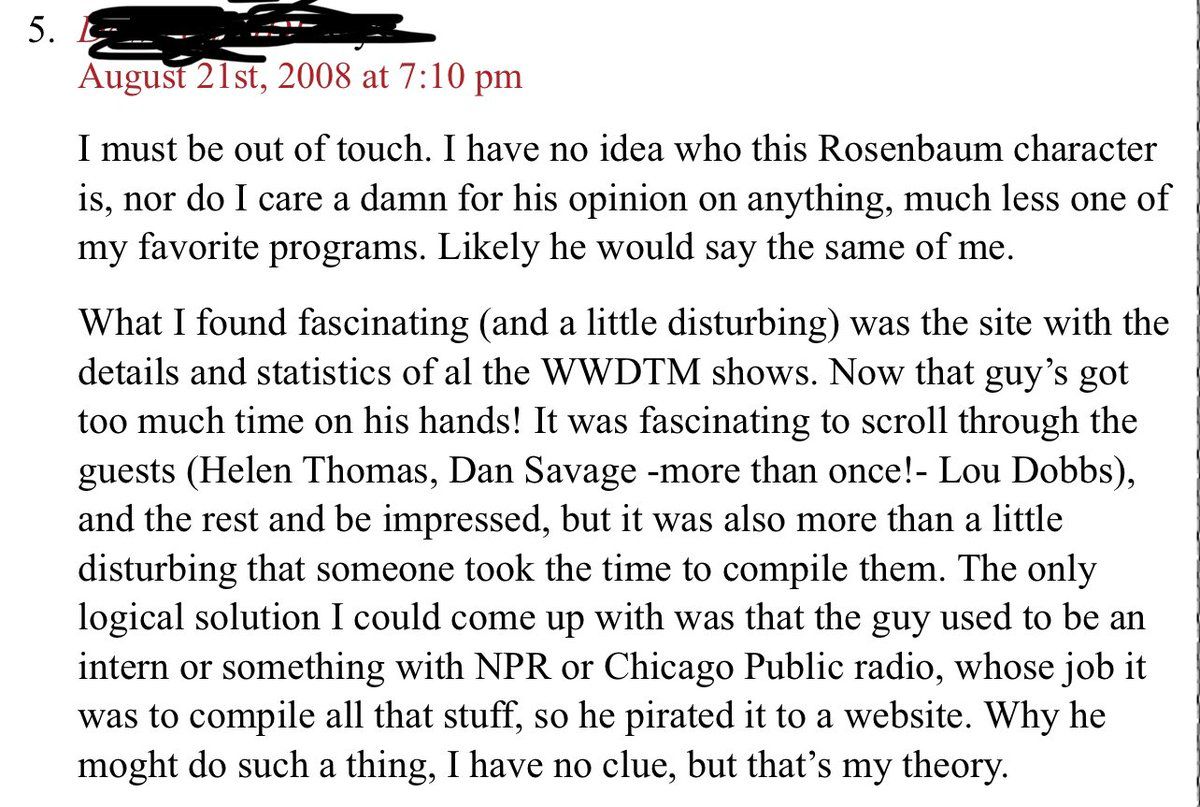 5.
August 21st, 2008 at 7:10 pm
I must be out of touch. I have no idea who this Rosenbaum character
is, nor do I care a damn for his opinion on anything, much less one of
my favorite programs. Likely he would say the same of me.
What I found fascinating (and a little disturbing) was the site with the
details and statistics of al the WWDTM shows. Now that guy’s got
too much time on his hands! It was fascinating to scroll through the
guests (Helen Thomas, Dan Savage -more than once!- Lou Dobbs),
and the rest and be impressed, but it was also more than a little
disturbing that someone took the time to compile them. The only
logical solution I could come up with was that the guy used to be an
intern or something with NPR or Chicago Public radio, whose job it
was to compile all that stuff, so he pirated it to a website. Why he
moght do such a thing, I have no clue, but that’s my theory.